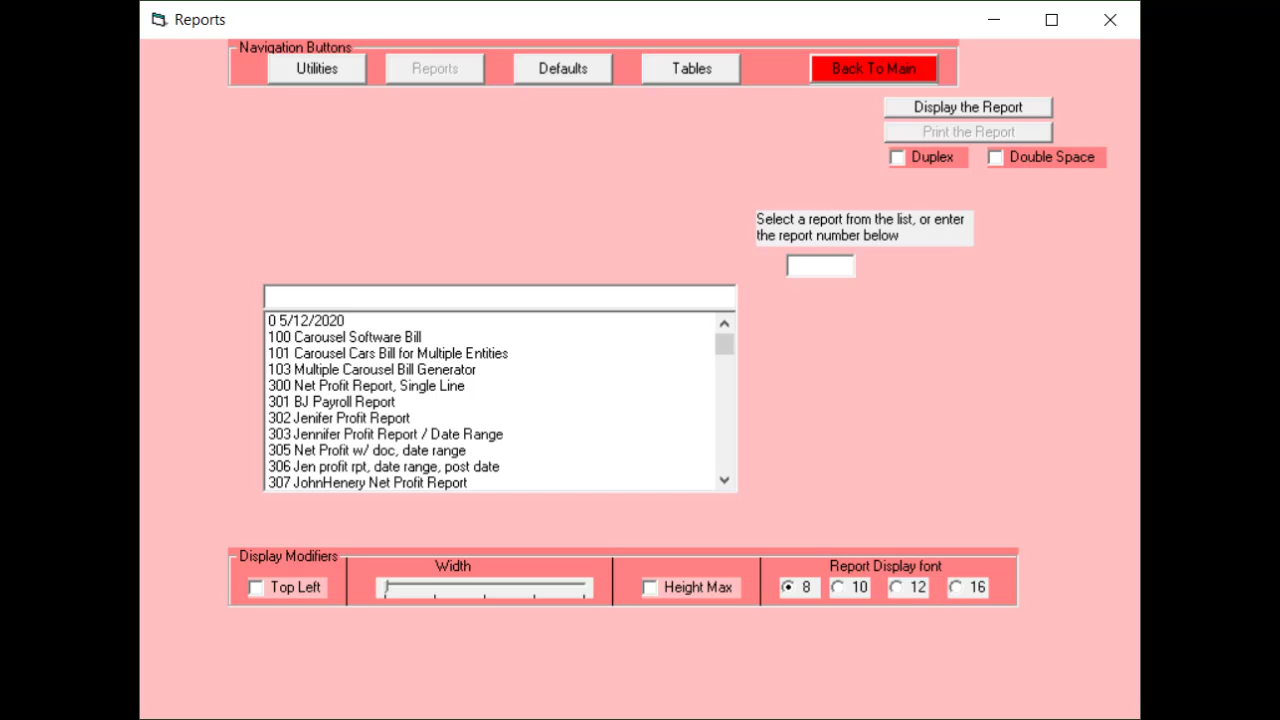 Reports
Navigation Buttons
Utilities Reports Defaults Tables Back To Main
Display the Report
Print the Report
Duplex Double Space
Select a report from the list, or enter
the report number below
0 5/12/2020
100 Carousel Software Bill
101 Carousel Cars Bill for Multiple Entities
103 Multiple Carousel Bill Generator
300 Net Profit Report, Single Line
301 BJ Payroll Report
302 Jenifer Profit Report
303 Jennifer Profit Report / Date Range
305 Net Profit w/ doc, date range
306 Jen profit rpt, date range, post date
307 JohnHenery Net Profit Report
Display Modifiers
Width
Report Display font
Top Left Height Max 8 10 12 16